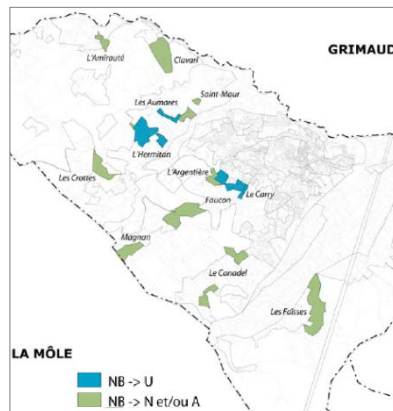 GRIMAUD
L'Amirauté
Clavari
Saint-Maur
Les Aumares
L'Hermitan
Les Crottes
L'Argentière
Le Carry
Faucon
Magnan
Le Canadel
Les Faïsses
LA MÔLE
NB -> U
NB -> N et/ou A